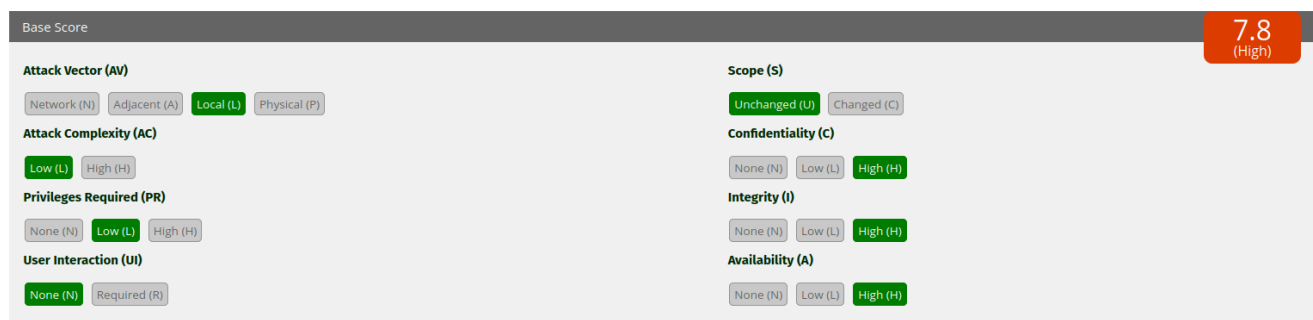 Base Score
7.8
(High)
Attack Vector (AV)
Network (N) Adjacent (A) Local (L) Physical (P)
Attack Complexity (AC)
Low (L) High (H)
Privileges Required (PR)
None (N) Low (L) High (H)
User Interaction (UI)
None (N) Required (R)
Scope (S)
Unchanged (U) Changed (C)
Confidentiality (C)
None (N) Low (L) High (H)
Integrity (I)
None (N) Low (L) High (H)
Availability (A)
None (N) Low (L) High (H)